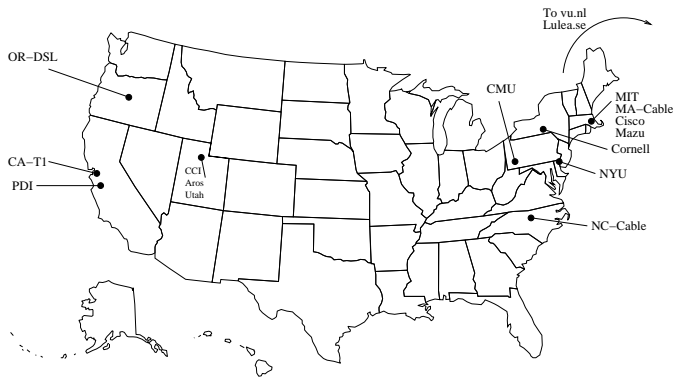 To vu.nl
Lulea.se
OR−DSL
CMU
MIT
MA−Cable
Cisco
Mazu
Cornell
CA−T1
PDI
CCI
Aros
Utah
NYU
NC−Cable